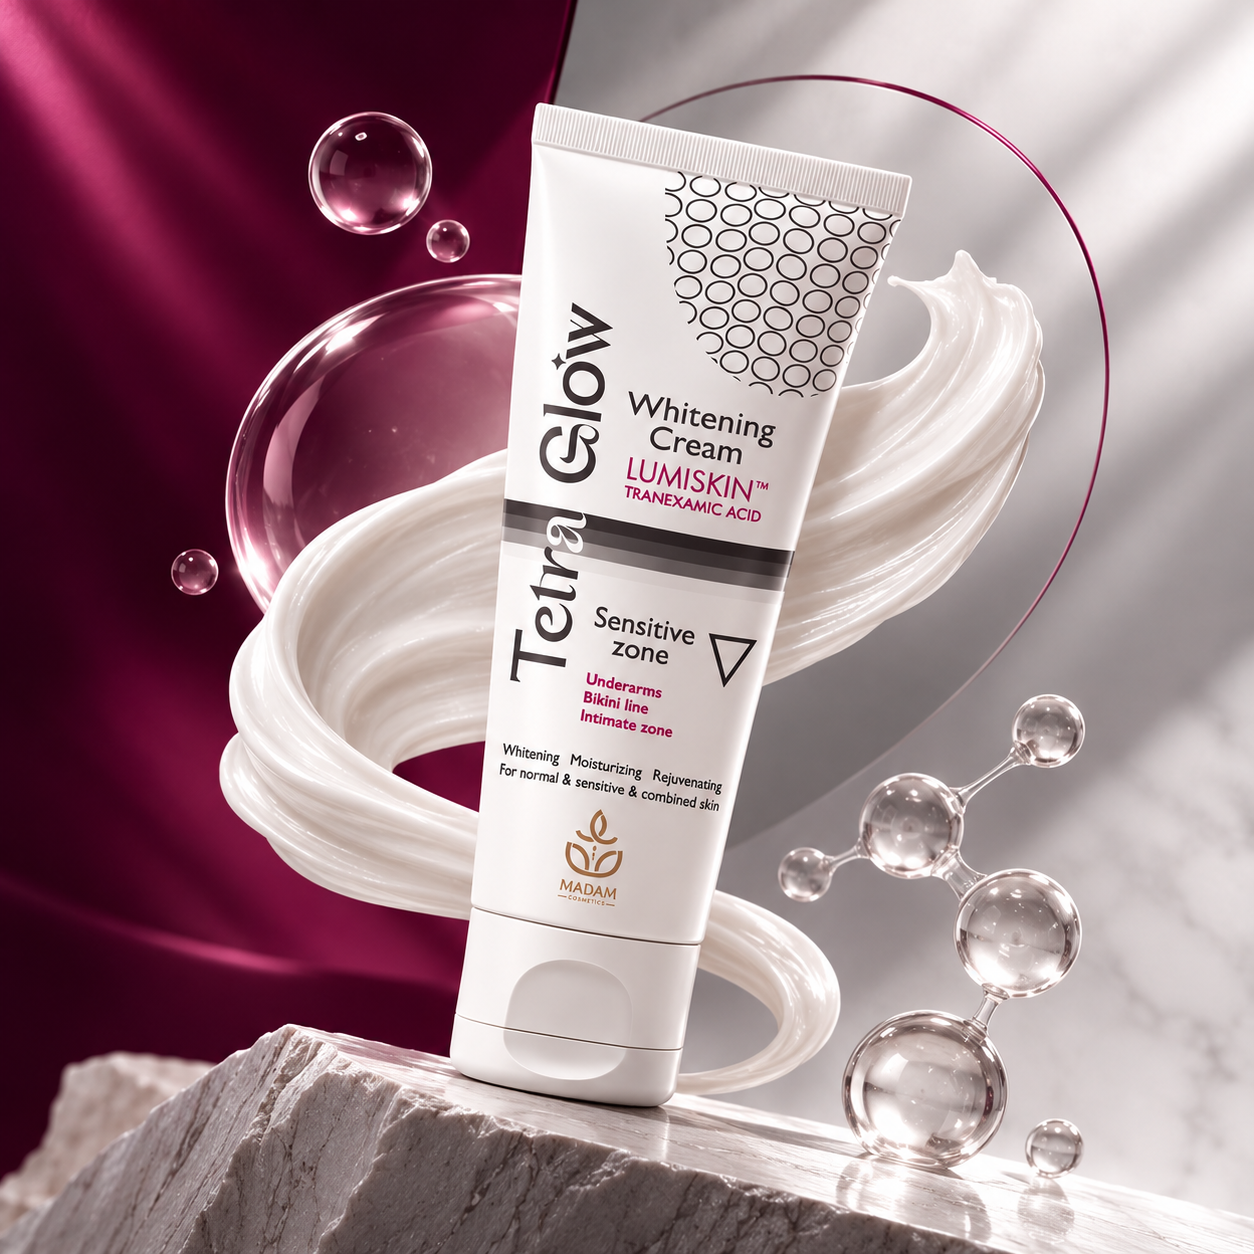 Tetra Glow
Whitening
Cream
LUMISKIN™
TRANEXAMIC ACID
Sensitive
zone
Underarms
Bikini line
Intimate zone
Whitening Moisturizing Rejuvenating
For normal & sensitive & combined skin
MADAM
COSMETICS